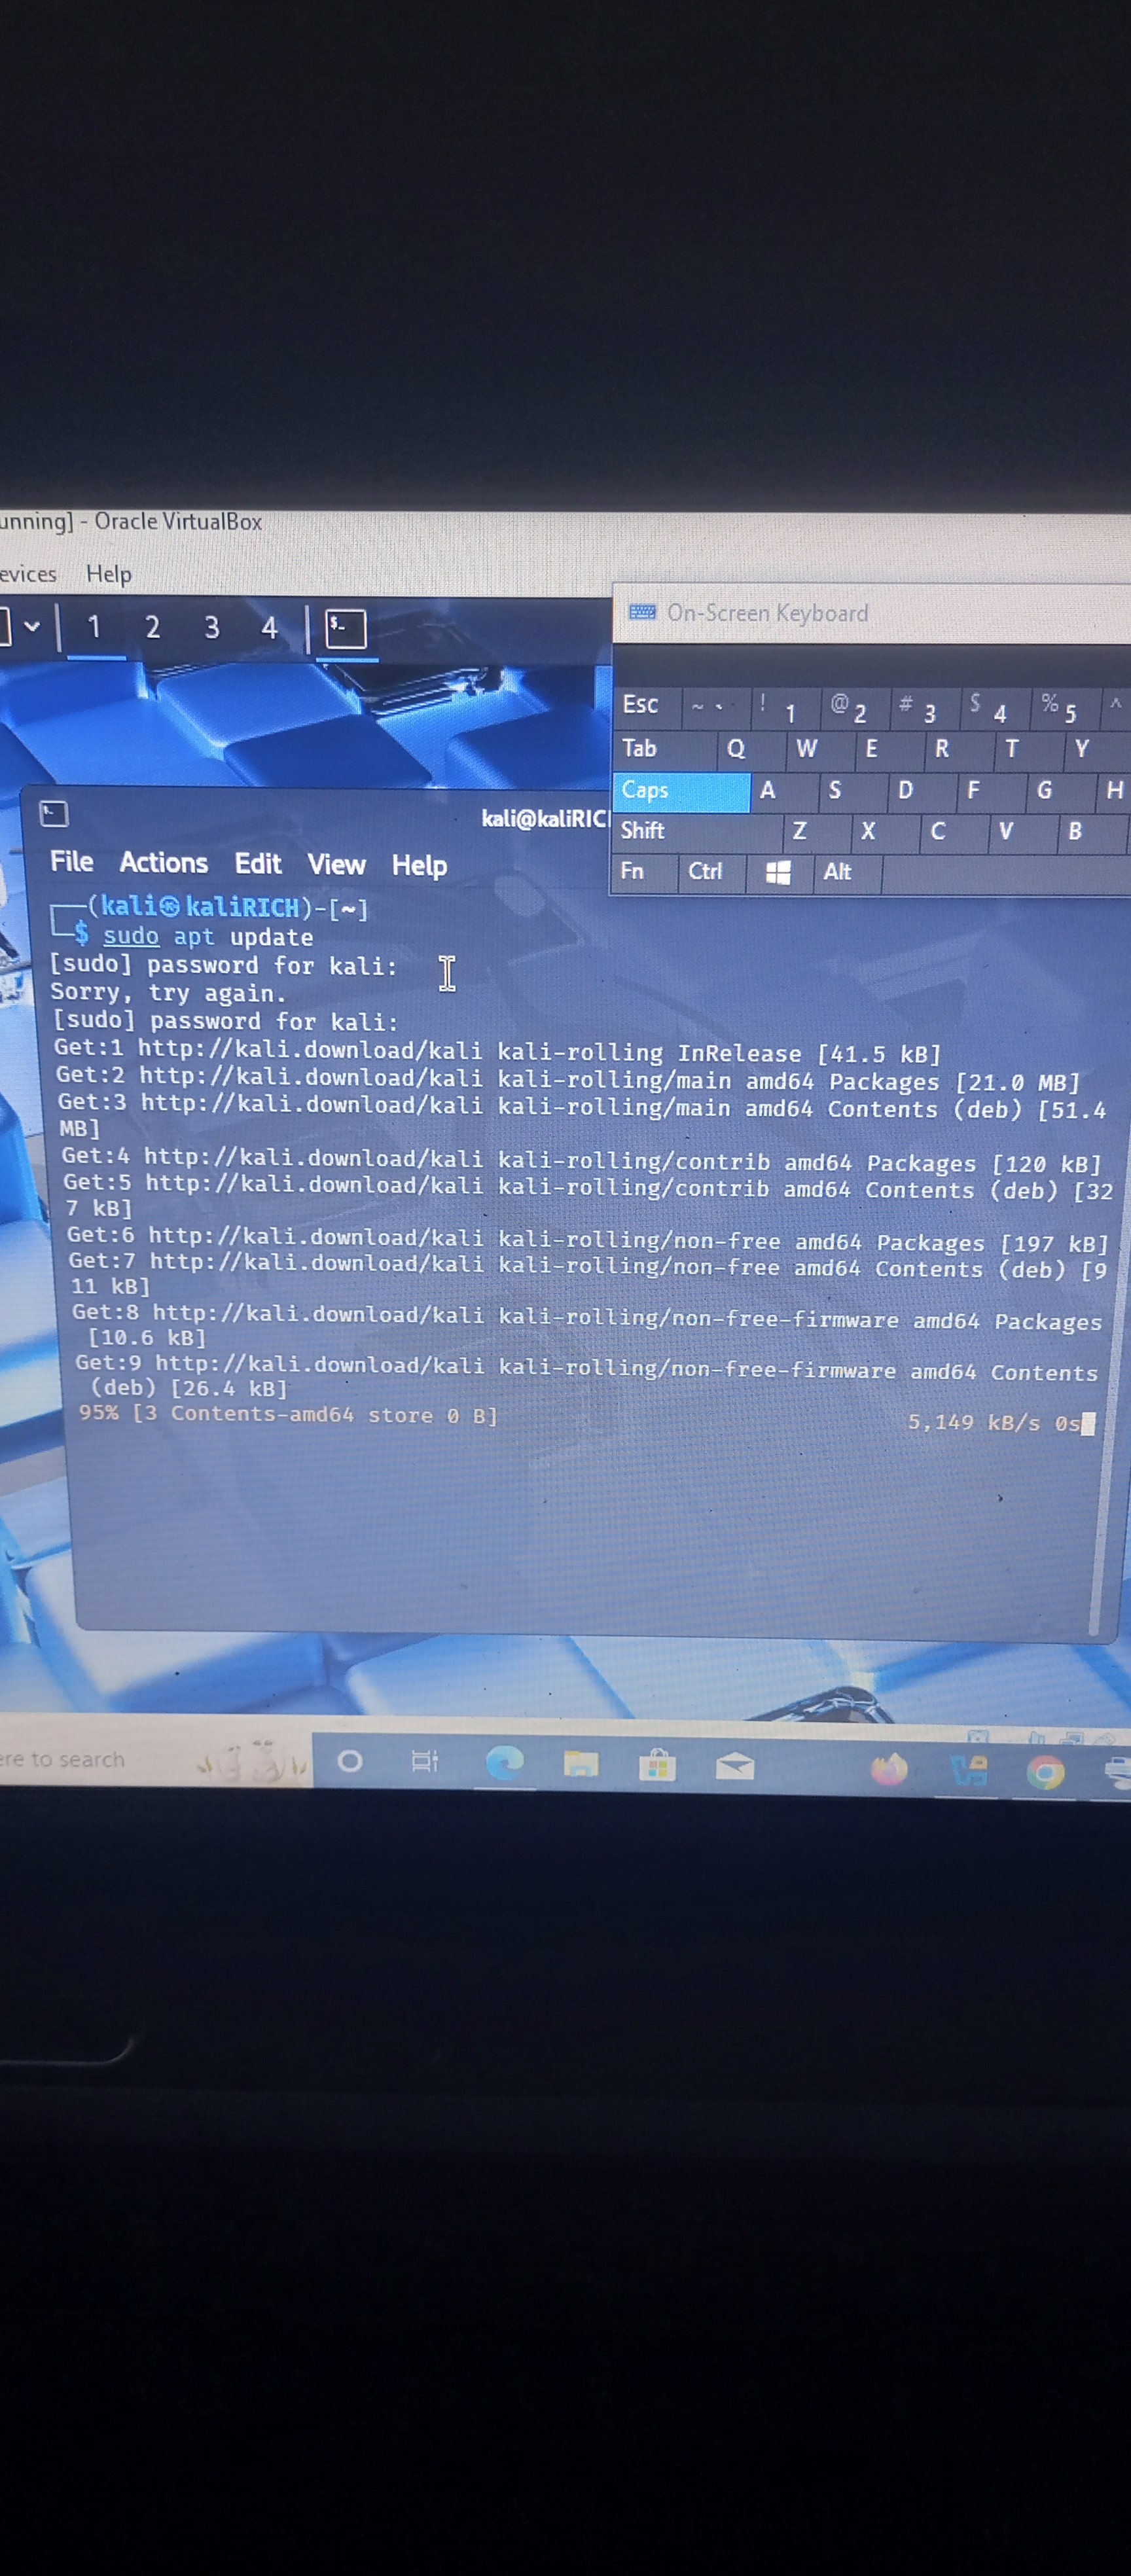 unning] - Oracle VirtualBox
evices Help
1 2 3 4
On-Screen Keyboard
Esc ~ ` ! 1 @ 2 # 3 $ 4 % 5 ^
Tab Q W E R T Y
Caps A S D F G H
Shift Z X C V B
Fn Ctrl Alt
kali@kaliRIC
File Actions Edit View Help
┌──(kali㉿kaliRICH)-[~]
└─$ sudo apt update
[sudo] password for kali:
Sorry, try again.
[sudo] password for kali:
Get:1 http://kali.download/kali kali-rolling InRelease [41.5 kB]
Get:2 http://kali.download/kali kali-rolling/main amd64 Packages [21.0 MB]
Get:3 http://kali.download/kali kali-rolling/main amd64 Contents (deb) [51.4
MB]
Get:4 http://kali.download/kali kali-rolling/contrib amd64 Packages [120 kB]
Get:5 http://kali.download/kali kali-rolling/contrib amd64 Contents (deb) [32
7 kB]
Get:6 http://kali.download/kali kali-rolling/non-free amd64 Packages [197 kB]
Get:7 http://kali.download/kali kali-rolling/non-free amd64 Contents (deb) [9
11 kB]
Get:8 http://kali.download/kali kali-rolling/non-free-firmware amd64 Packages
[10.6 kB]
Get:9 http://kali.download/kali kali-rolling/non-free-firmware amd64 Contents
(deb) [26.4 kB]
95% [3 Contents-amd64 store 0 B] 5,149 kB/s 0s
ere to search